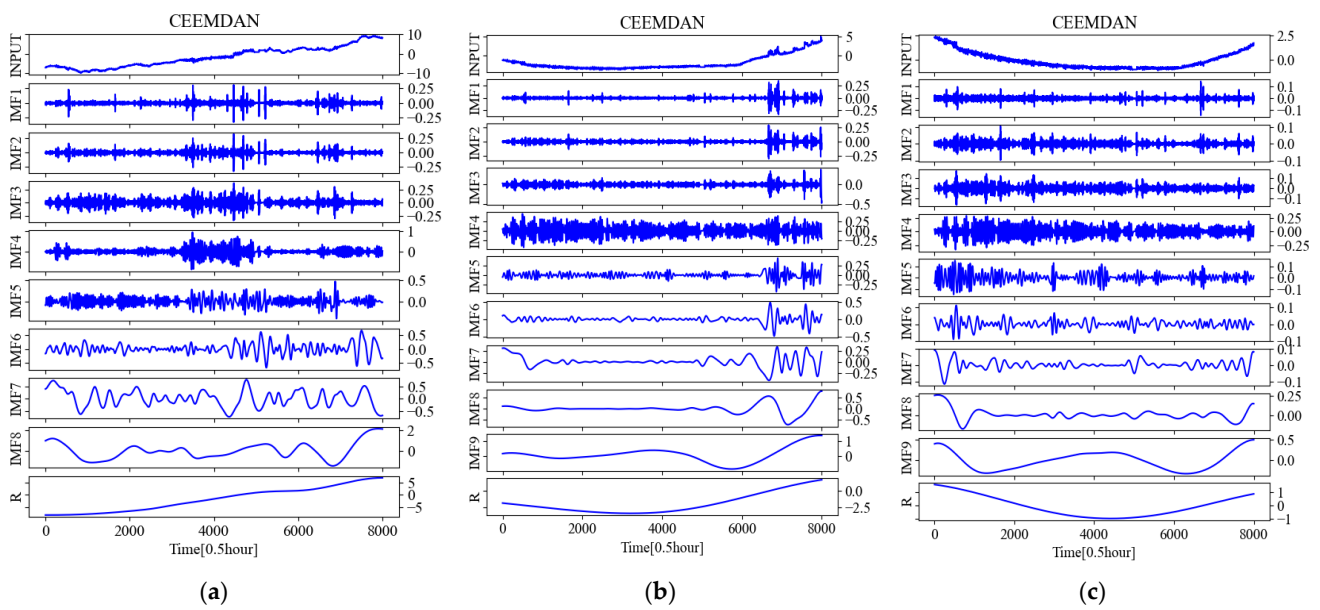 CEEMDAN
INPUT
10
0
−10
IMF1
0.25
0.00
−0.25
IMF2
0.25
0.00
−0.25
IMF3
0.25
0.00
−0.25
IMF4
1
0
IMF5
0.5
0.0
IMF6
0.5
0.0
−0.5
IMF7
0.5
0.0
−0.5
IMF8
2
0
R
5
0
−5
0 2000 4000 6000 8000
Time[0.5hour]
(a)
CEEMDAN
INPUT
5
0
IMF1
0.25
0.00
−0.25
IMF2
0.25
0.00
−0.25
IMF3
0.0
−0.5
IMF4
0.25
0.00
−0.25
IMF5
0.25
0.00
−0.25
IMF6
0.5
0.0
−0.5
IMF7
0.25
0.00
−0.25
IMF8
0.5
0.0
−0.5
IMF9
1
0
R
0.0
−2.5
0 2000 4000 6000 8000
Time[0.5hour]
(b)
CEEMDAN
INPUT
2.5
0.0
IMF1
0.1
0.0
−0.1
IMF2
0.1
0.0
−0.1
IMF3
0.1
0.0
−0.1
IMF4
0.25
0.00
−0.25
IMF5
0.1
0.0
−0.1
IMF6
0.1
0.0
−0.1
IMF7
0.1
0.0
−0.1
IMF8
0.25
0.00
IMF9
0.5
0.0
R
1
0
−1
0 2000 4000 6000 8000
Time[0.5hour]
(c)